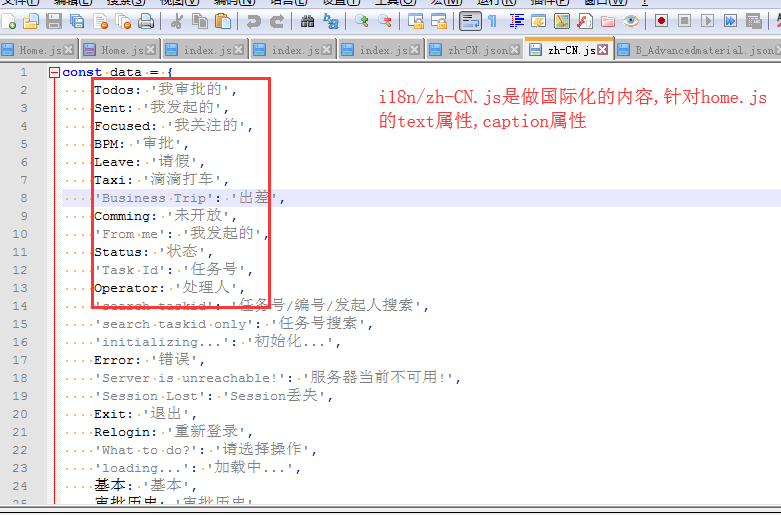 Home.js
Home.js
index.js
index.js
index.js
zh-CN.json
zh-CN.js
B_Advancedmaterial.json
1 const data = {
2 Todos: '我审批的',
3 Sent: '我发起的',
4 Focused: '我关注的',
5 BPM: '审批',
6 Leave: '请假',
7 Taxi: '滴滴打车',
8 'Business Trip': '出差',
9 Comming: '未开放',
10 'From me': '我发起的',
11 Status: '状态',
12 'Task Id': '任务号',
13 Operator: '处理人',
14 'search taskid': '任务号/编号/发起人搜索',
15 'search taskid only': '任务号搜索',
16 'initializing...': '初始化...',
17 Error: '错误',
18 'Server is unreachable!': '服务器当前不可用!',
19 'Session Lost': 'Session丢失',
20 Exit: '退出',
21 Relogin: '重新登录',
22 'What to do?': '请选择操作',
23 'loading...': '加载中...',
24 基本: '基本',
25 审批历史: '审批历史',
i18n/zh-CN.js是做国际化的内容,针对home.js
的text属性,caption属性